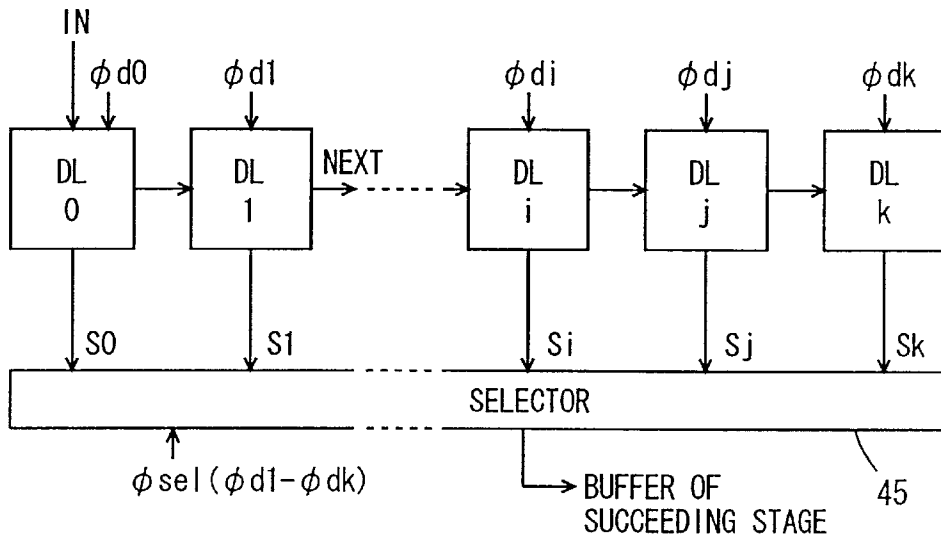 IN
φd0
φd1
φdi
φdj
φdk
DL
0
DL
1
NEXT
DL
i
DL
j
DL
k
S0
S1
Si
Sj
Sk
SELECTOR
φsel(φd1-φdk)
BUFFER OF
SUCCEEDING STAGE
45